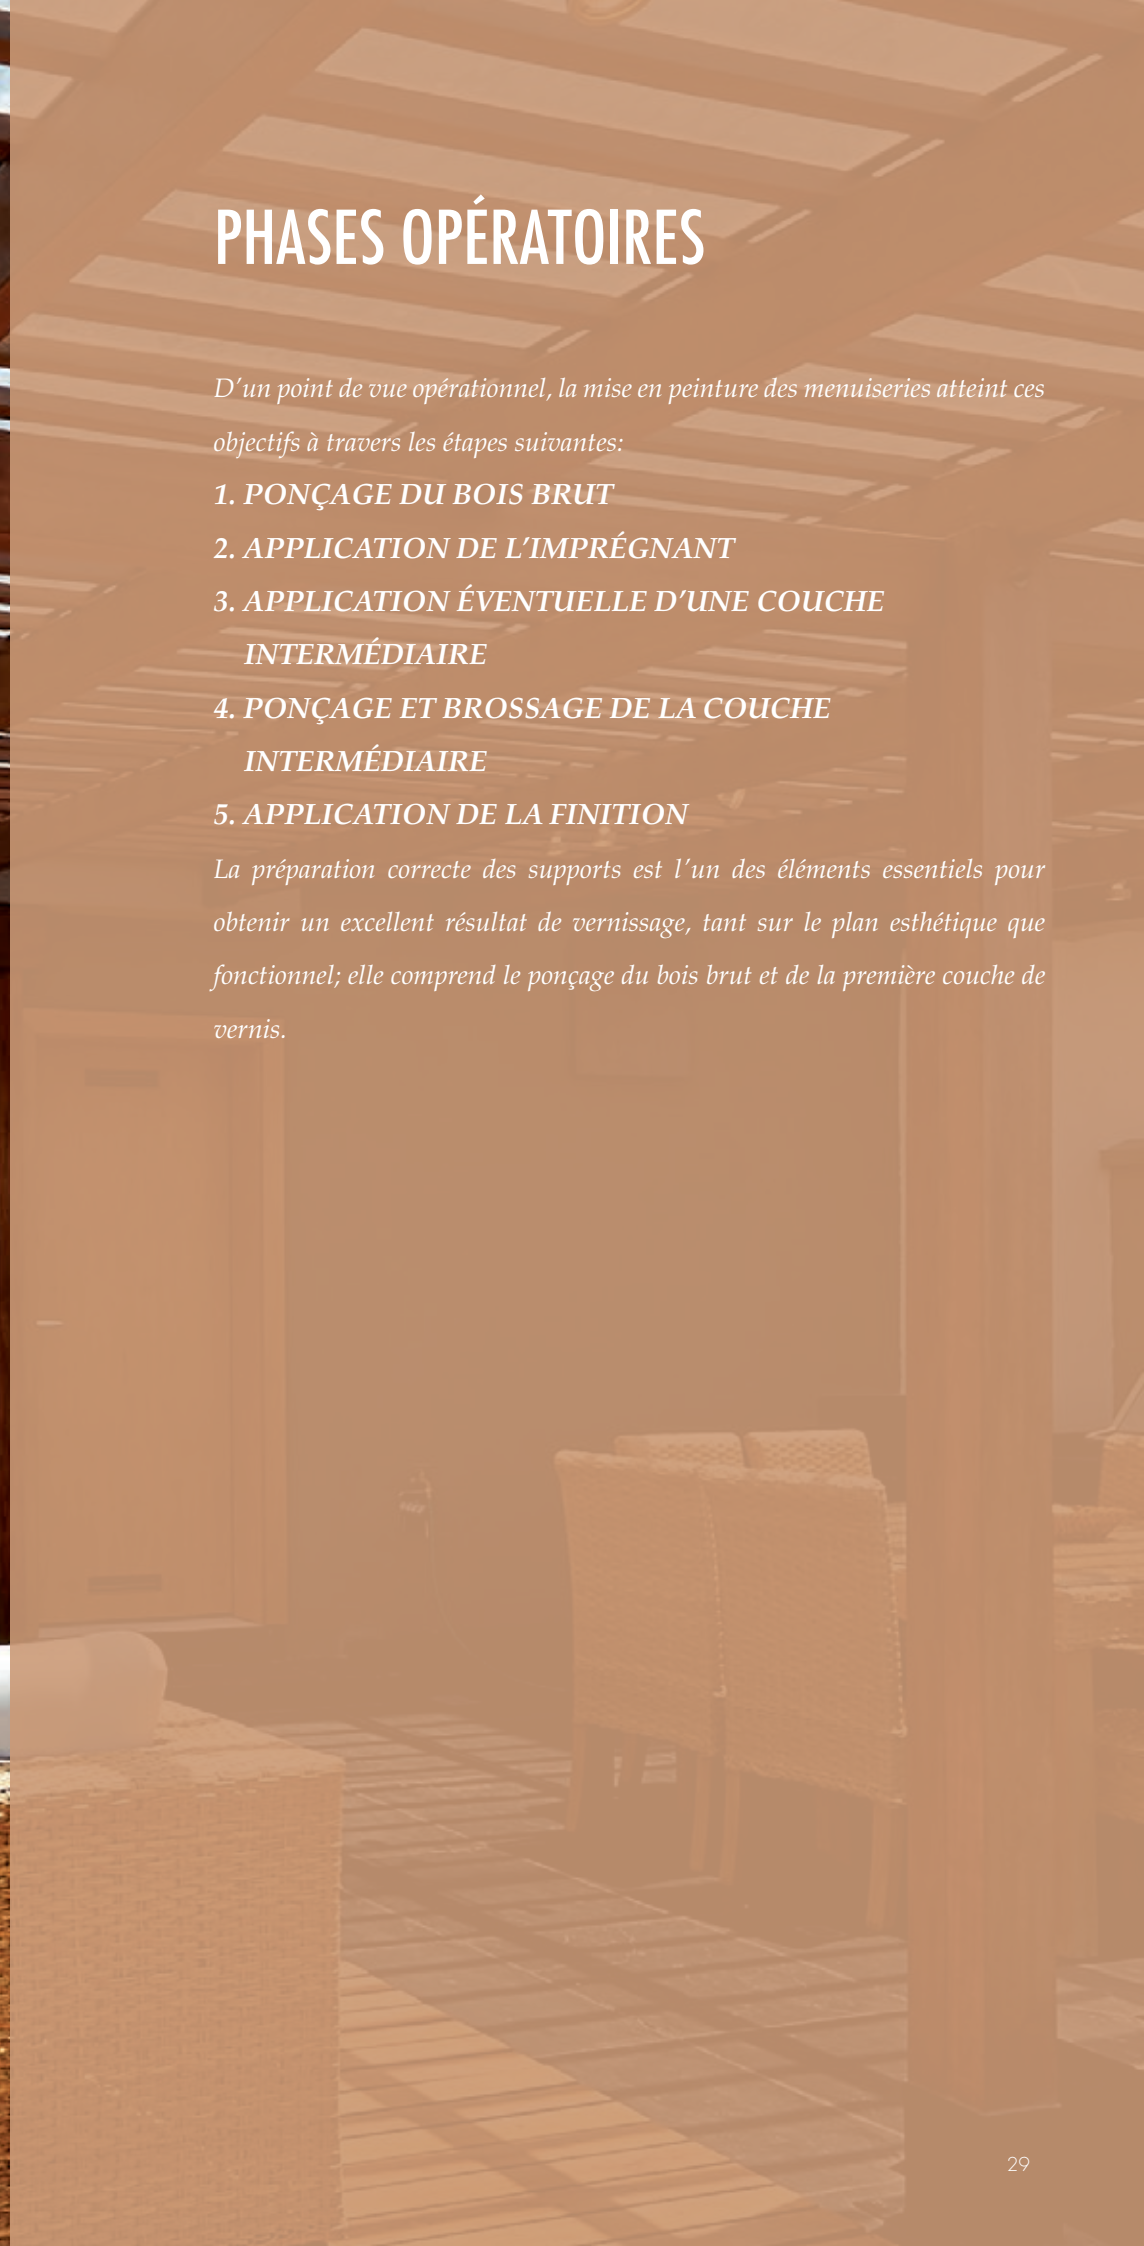 PHASES OPÉRATOIRES
D’un point de vue opérationnel, la mise en peinture des menuiseries atteint ces
objectifs à travers les étapes suivantes:
1. PONÇAGE DU BOIS BRUT
2. APPLICATION DE L’IMPRÉGNANT
3. APPLICATION ÉVENTUELLE D’UNE COUCHE
INTERMÉDIAIRE
4. PONÇAGE ET BROSSAGE DE LA COUCHE
INTERMÉDIAIRE
5. APPLICATION DE LA FINITION
La préparation correcte des supports est l’un des éléments essentiels pour
obtenir un excellent résultat de vernissage, tant sur le plan esthétique que
fonctionnel; elle comprend le ponçage du bois brut et de la première couche de
vernis.
29